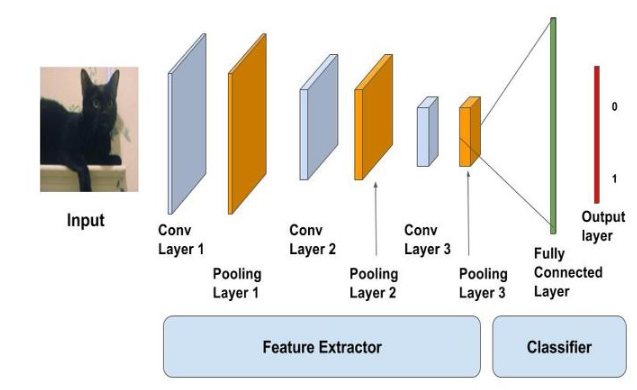 Input
Conv
Layer 1
Pooling
Layer 1
Conv
Layer 2
Pooling
Layer 2
Conv
Layer 3
Pooling
Layer 3
Fully
Connected
Layer
0
1
Output
layer
Feature Extractor
Classifier